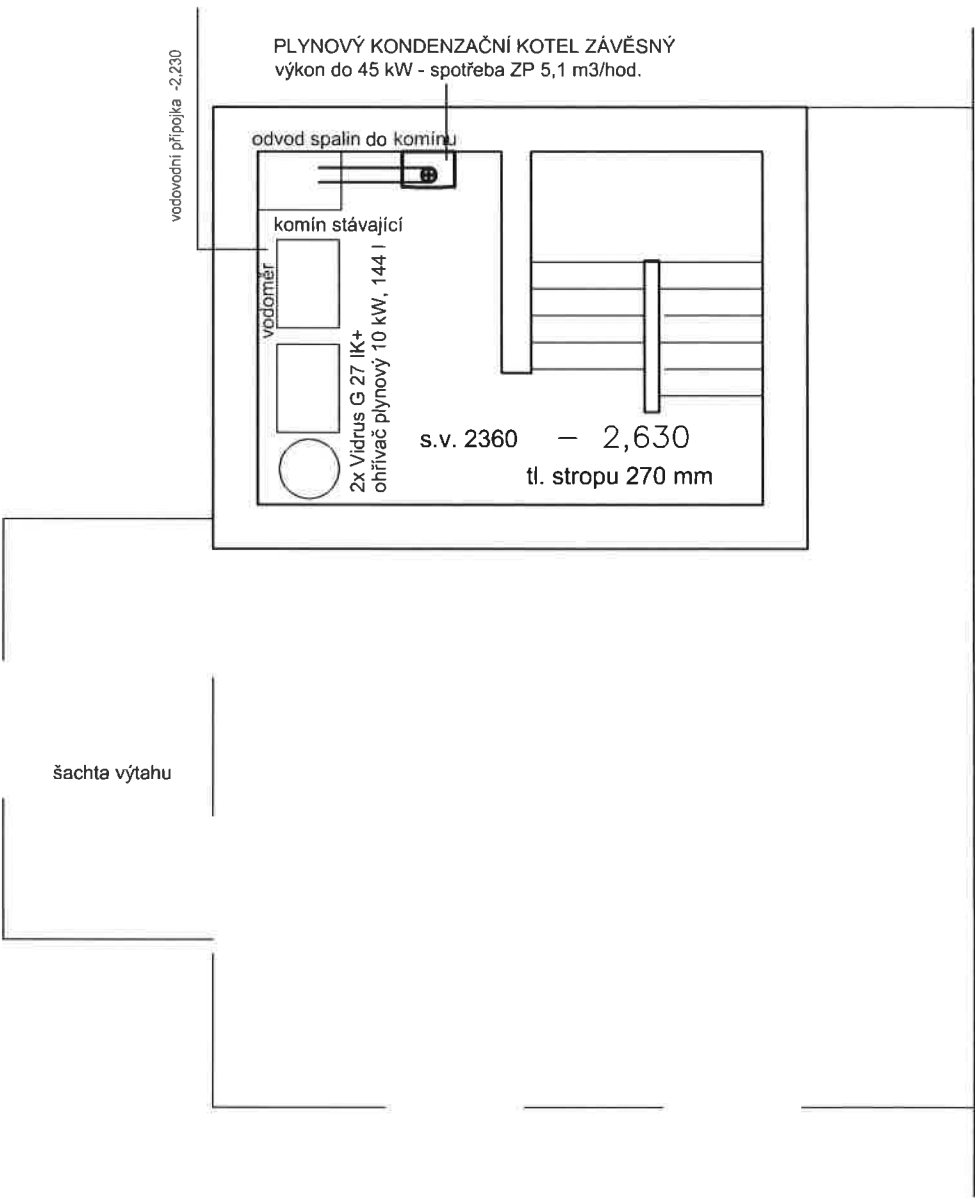 PLYNOVÝ KONDENZAČNÍ KOTEL ZÁVĚSNÝ
výkon do 45 kW - spotřeba ZP 5,1 m3/hod.
vodovodní přípojka -2,230
odvod spalin do komínu
komín stávající
vodoměr
2x Vidrus G 27 IK+
ohřívač plynový 10 kW, 144 l
s.v. 2360
– 2,630
tl. stropu 270 mm
šachta výtahu